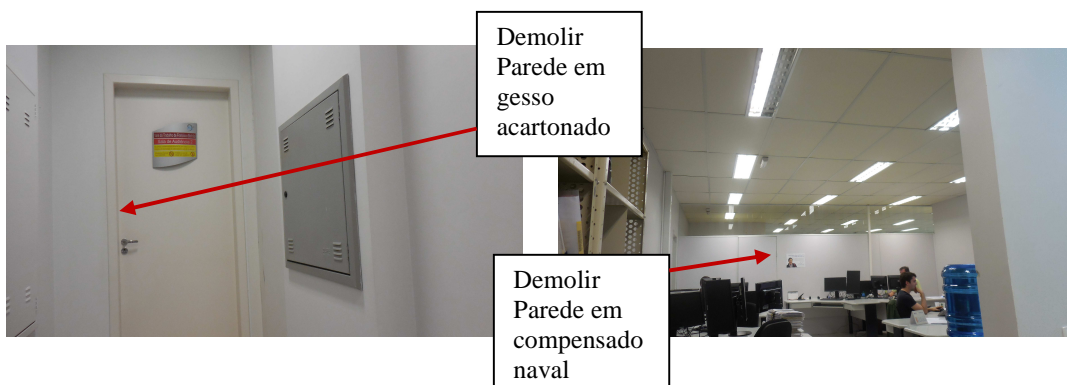 Demolir
Parede em
gesso
acartonado
Demolir
Parede em
compensado
naval